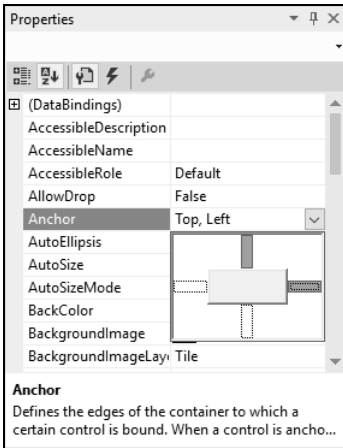 Properties
(DataBindings)
AccessibleDescription
AccessibleName
AccessibleRole Default
AllowDrop False
Anchor Top, Left
AutoEllipsis
AutoSize
AutoSizeMode
BackColor
BackgroundImage
BackgroundImageLay Tile
Anchor
Defines the edges of the container to which a
certain control is bound. When a control is ancho...